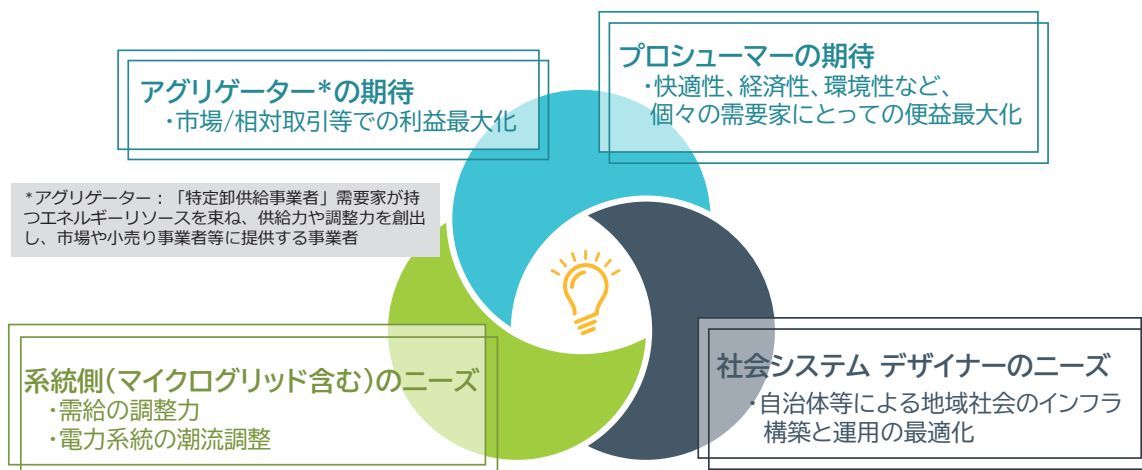 アグリゲーター*の期待
・市場/相対取引等での利益最大化
プロシューマーの期待
・快適性、経済性、環境性など、
個々の需要家にとっての便益最大化
*アグリゲーター：「特定卸供給事業者」需要家が持
つエネルギーリソースを束ね、供給力や調整力を創出
し、市場や小売り事業者等に提供する事業者
系統側(マイクログリッド含む)のニーズ
・需給の調整力
・電力系統の潮流調整
社会システム デザイナーのニーズ
・自治体等による地域社会のインフラ
構築と運用の最適化